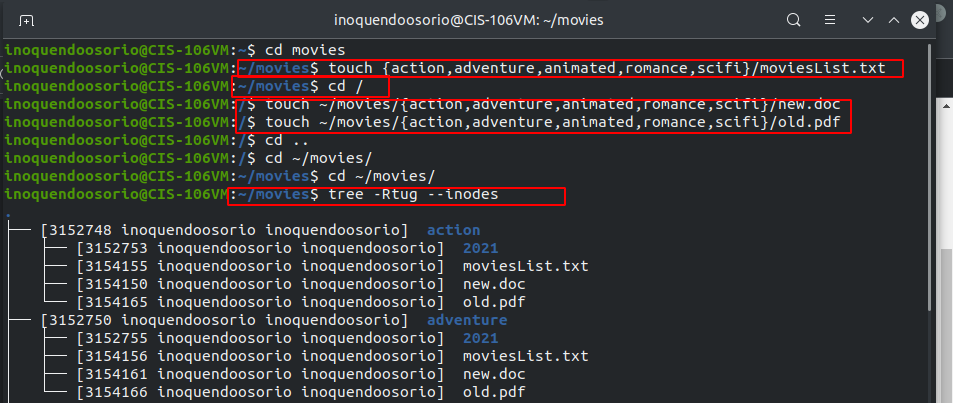 inoquendoosorio@CIS-106VM: ~/movies
inoquendoosorio@CIS-106VM:~$ cd movies
inoquendoosorio@CIS-106VM:~/movies$ touch {action,adventure,animated,romance,scifi}/moviesList.txt
inoquendoosorio@CIS-106VM:~/movies$ cd /
inoquendoosorio@CIS-106VM:/$ touch ~/movies/{action,adventure,animated,romance,scifi}/new.doc
inoquendoosorio@CIS-106VM:/$ touch ~/movies/{action,adventure,animated,romance,scifi}/old.pdf
inoquendoosorio@CIS-106VM:/$ cd ..
inoquendoosorio@CIS-106VM:/$ cd ~/movies/
inoquendoosorio@CIS-106VM:~/movies$ cd ~/movies/
inoquendoosorio@CIS-106VM:~/movies$ tree -Rtug --inodes
.
├── [3152748 inoquendoosorio inoquendoosorio]  action
│   ├── [3152753 inoquendoosorio inoquendoosorio]  2021
│   ├── [3154155 inoquendoosorio inoquendoosorio]  moviesList.txt
│   ├── [3154150 inoquendoosorio inoquendoosorio]  new.doc
│   └── [3154165 inoquendoosorio inoquendoosorio]  old.pdf
├── [3152750 inoquendoosorio inoquendoosorio]  adventure
│   ├── [3152755 inoquendoosorio inoquendoosorio]  2021
│   ├── [3154156 inoquendoosorio inoquendoosorio]  moviesList.txt
│   ├── [3154161 inoquendoosorio inoquendoosorio]  new.doc
│   └── [3154166 inoquendoosorio inoquendoosorio]  old.pdf